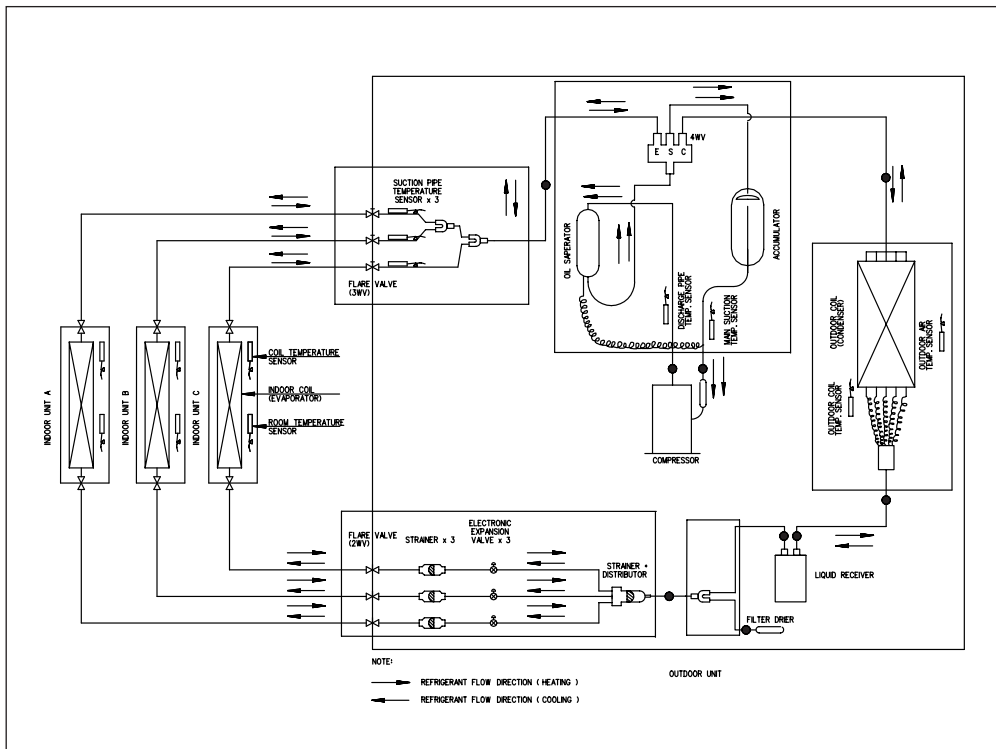 4WV
E S C
SUCTION PIPE
TEMPERATURE
SENSOR x 3
OIL SAPERATOR
ACCUMULATOR
FLARE VALVE
(3WV)
DISCHARGE PIPE
TEMP. SENSOR
MAIN SUCTION
TEMP. SENSOR
OUTDOOR COIL
(CONDENSER)
OUTDOOR AIR
TEMP. SENSOR
OUTDOOR COIL
TEMP. SENSOR
INDOOR UNIT A
INDOOR UNIT B
INDOOR UNIT C
COIL TEMPERATURE
SENSOR
INDOOR COIL
(EVAPORATOR)
ROOM TEMPERATURE
SENSOR
COMPRESSOR
FLARE VALVE
(2WV)
STRAINER x 3
ELECTRONIC
EXPANSION
VALVE x 3
STRAINER +
DISTRIBUTOR
LIQUID RECEIVER
FILTER DRIER
NOTE:
OUTDOOR UNIT
REFRIGERANT FLOW DIRECTION ( HEATING )
REFRIGERANT FLOW DIRECTION ( COOLING )